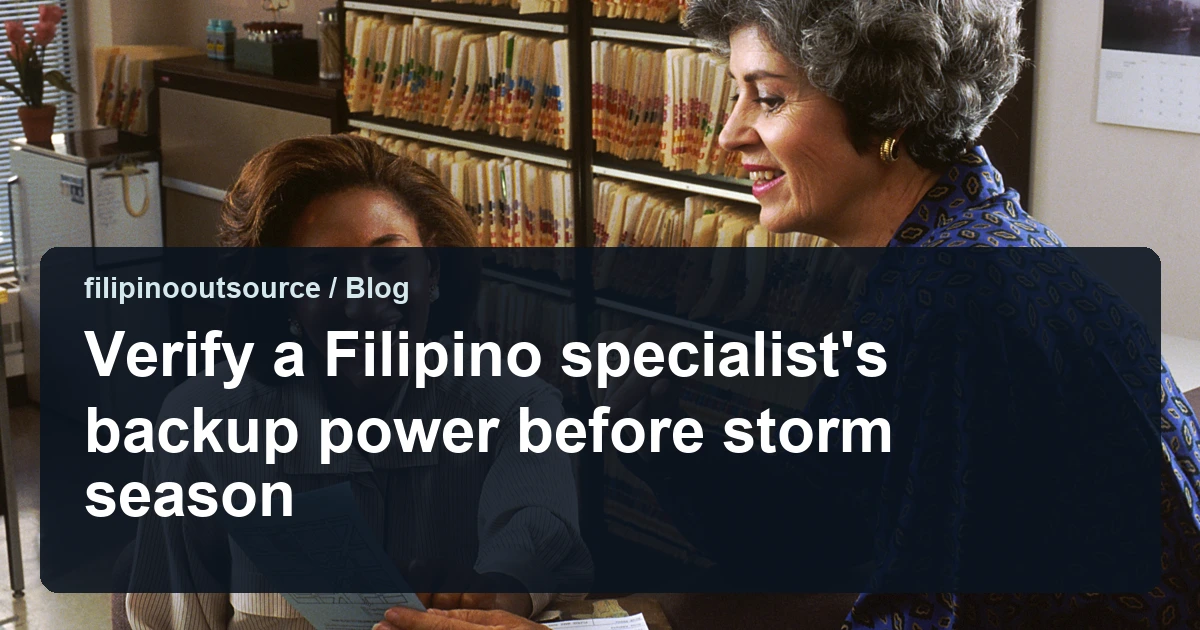 filipinooutsource / Blog
Verify a Filipino specialist's
backup power before storm
season